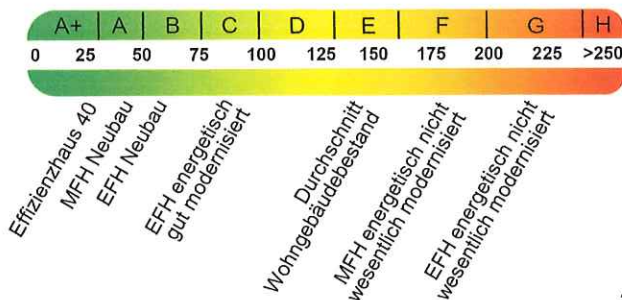 A+ A B C D E F G H
0 25 50 75 100 125 150 175 200 225 >250
Effizienzhaus 40
MFH Neubau
EFH Neubau
EFH energetisch
gut modernisiert
Durchschnitt
Wohngebäudebestand
MFH energetisch nicht
wesentlich modernisiert
EFH energetisch nicht
wesentlich modernisiert